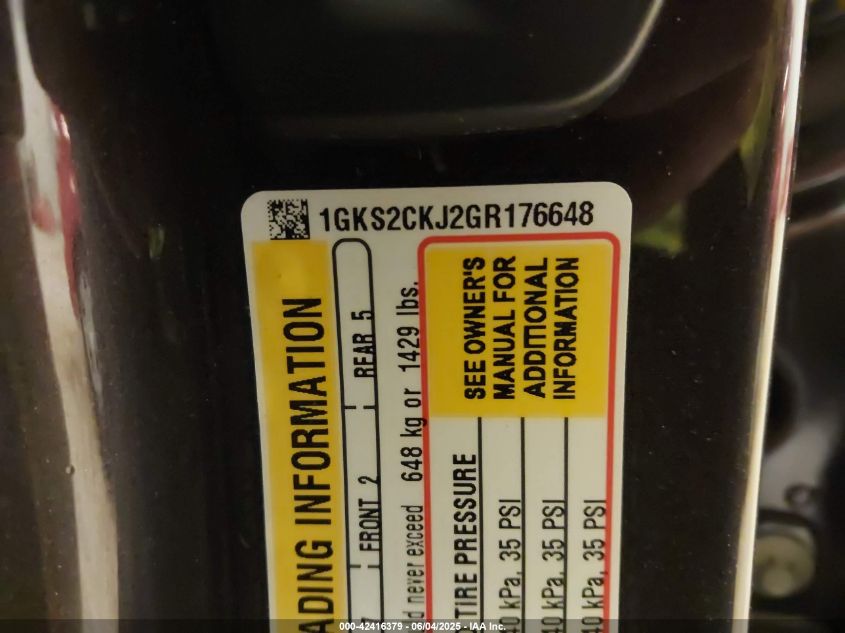 1GKS2CKJ2GR176648
INFORMATION
FRONT 2 REAR 5
never exceed 648 kg or 1429 lbs.
TIRE PRESSURE
SEE OWNER'S
MANUAL FOR
ADDITIONAL
INFORMATION
kPa, 35 PSI
kPa, 35 PSI
kPa, 35 PSI
000-42416379 - 06/04/2025 - IAA Inc.